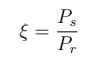 ξ = P_s / P_r